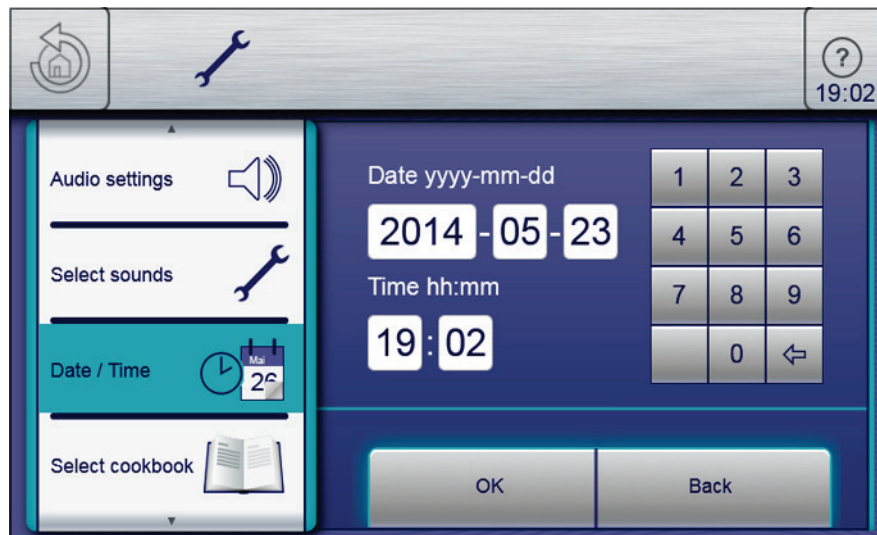 ?
19:02
Audio settings
Select sounds
Mai
26
Date / Time
Select cookbook
Date yyyy-mm-dd
2014 - 05 - 23
Time hh:mm
19 : 02
1 2 3
4 5 6
7 8 9
0
OK Back